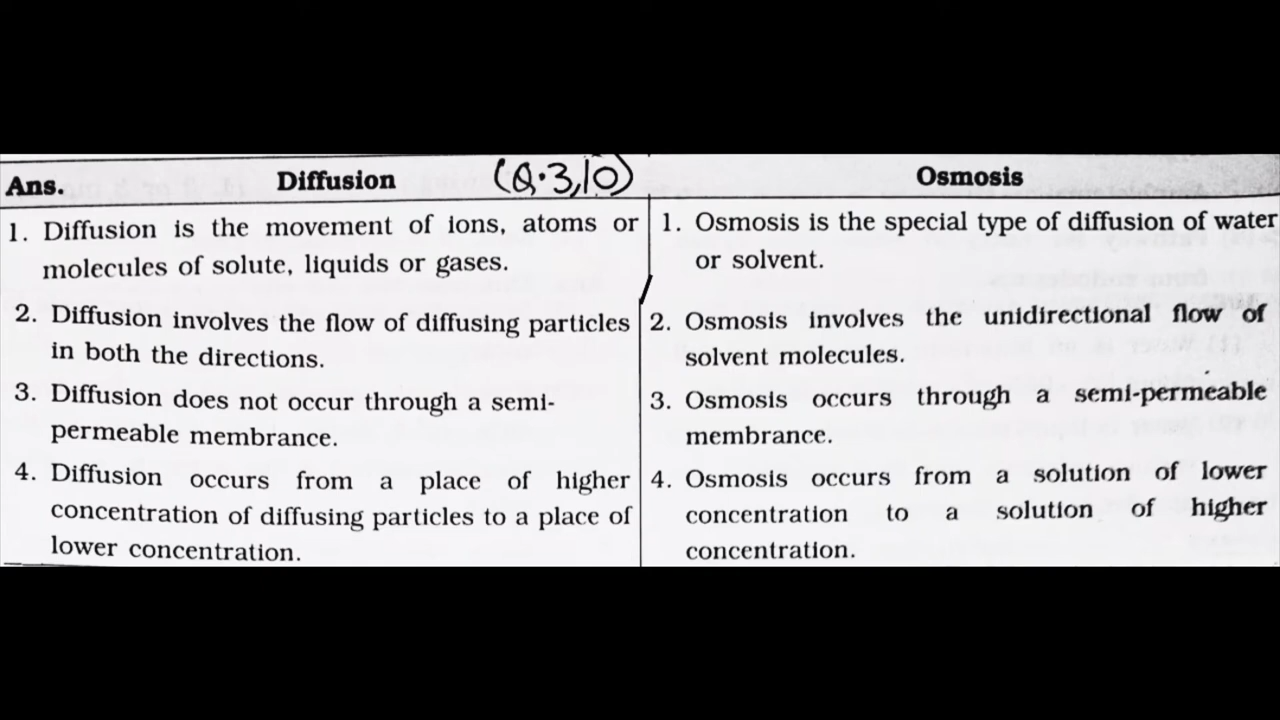 Ans. Diffusion (Q.3,10) Osmosis
1. Diffusion is the movement of ions, atoms or
molecules of solute, liquids or gases.
2. Diffusion involves the flow of diffusing particles
in both the directions.
3. Diffusion does not occur through a semi-
permeable membrance.
4. Diffusion occurs from a place of higher
concentration of diffusing particles to a place of
lower concentration.
1. Osmosis is the special type of diffusion of water
or solvent.
2. Osmosis involves the unidirectional flow of
solvent molecules.
3. Osmosis occurs through a semi-permeable
membrance.
4. Osmosis occurs from a solution of lower
concentration to a solution of higher
concentration.